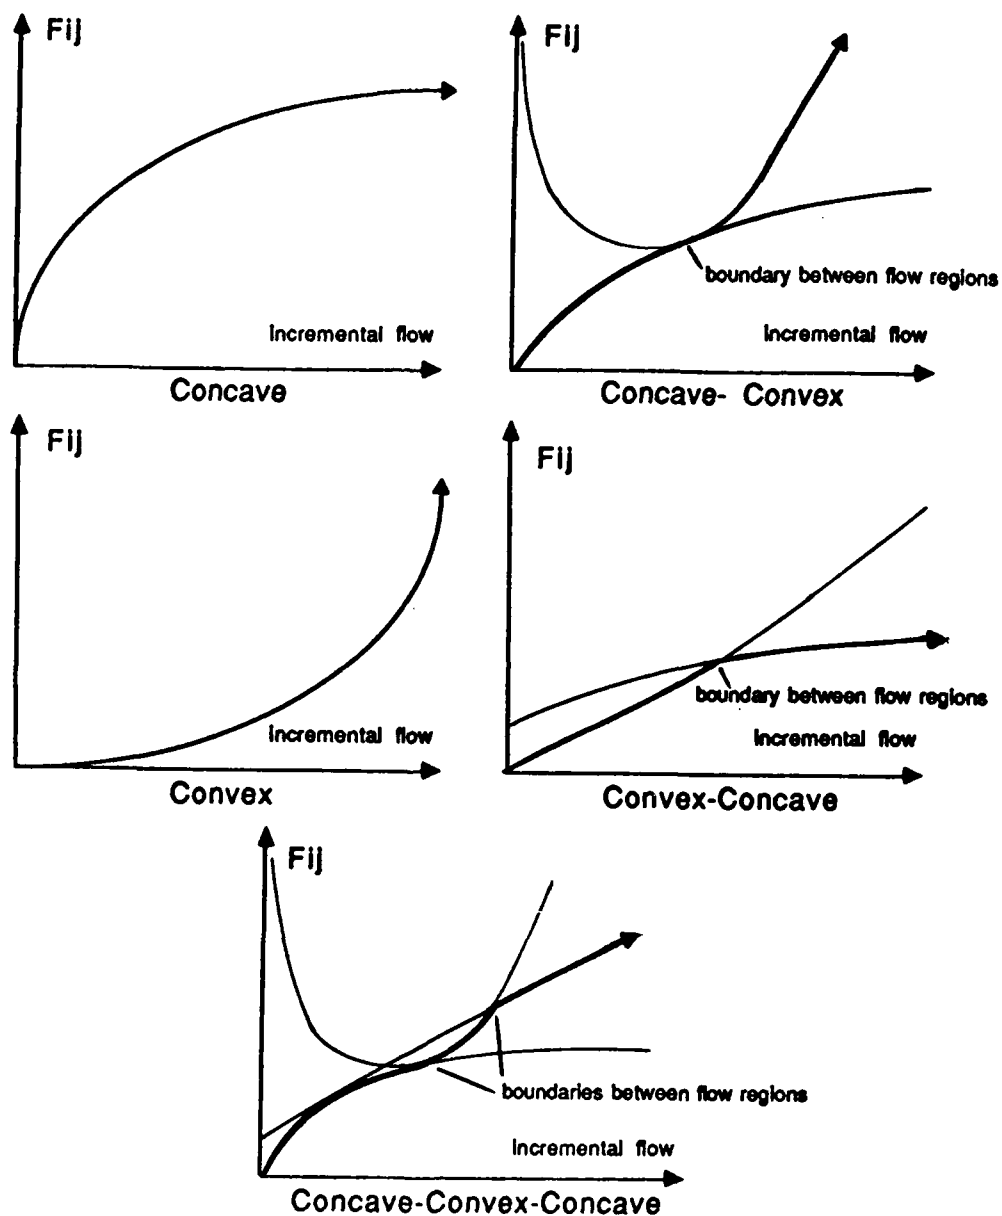 Fij
incremental flow
Concave
Fij
boundary between flow regions
incremental flow
Concave- Convex
Fij
incremental flow
Convex
Fij
boundary between flow regions
incremental flow
Convex-Concave
Fij
boundaries between flow regions
incremental flow
Concave-Convex-Concave